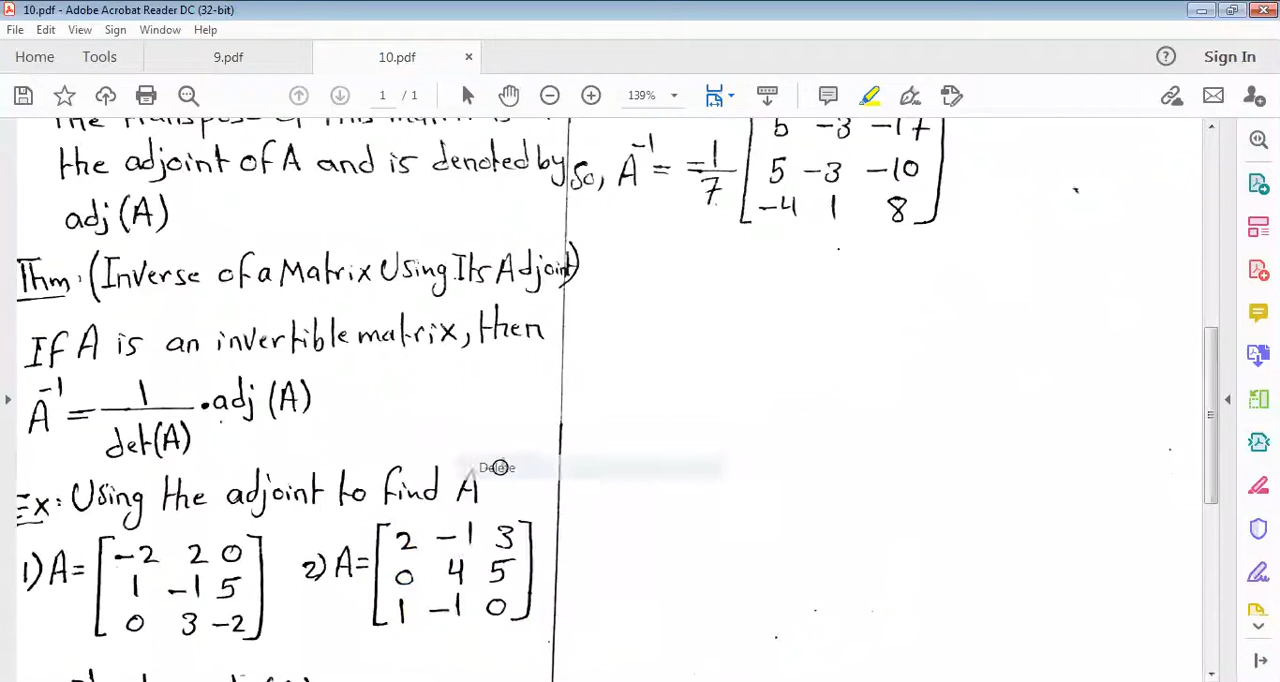 10.pdf - Adobe Acrobat Reader DC (32-bit)
File Edit View Sign Window Help
Home Tools 9.pdf 10.pdf × Sign In
1 / 1 139%
the adjoint of A and is denoted by
adj (A)
Thm: (Inverse of a Matrix Using Its Adjoint)
If A is an invertible matrix, then
A⁻¹ = 1/det(A) · adj (A)
Delete
Ex: Using the adjoint to find A
1) A = [ -2 2 0 2) A = [ 2 -1 3
1 -1 5 0 4 5
0 3 -2 ] 1 -1 0 ]
5 -3 -17
So, A⁻¹ = -1/7 [ 5 -3 -10
-4 1 8 ]